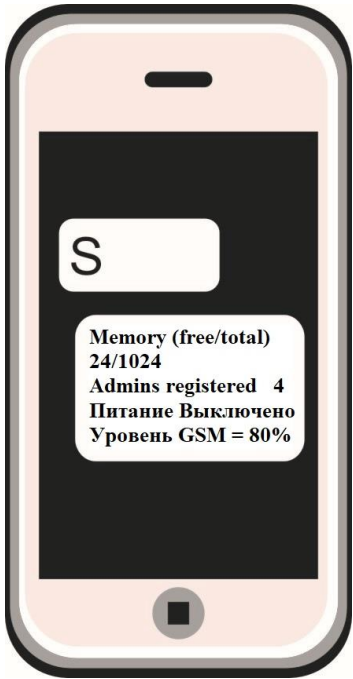 S
Memory (free/total)
24/1024
Admins registered 4
Питание Выключено
Уровень GSM = 80%